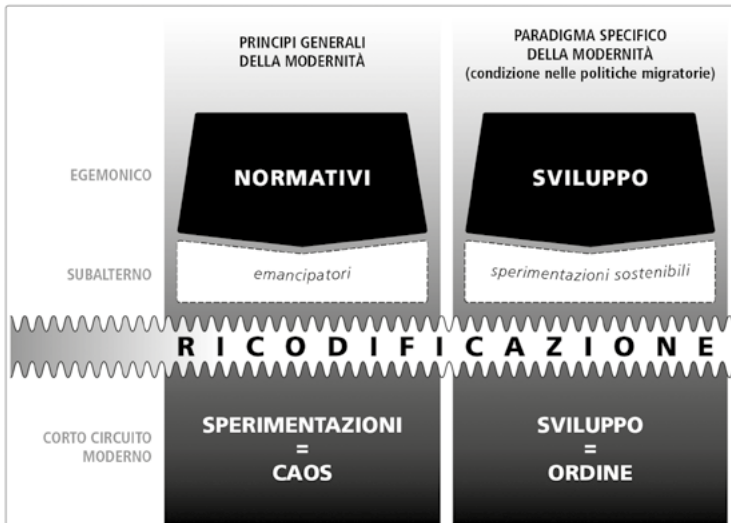 PRINCIPI GENERALI
DELLA MODERNITÀ
PARADIGMA SPECIFICO
DELLA MODERNITÀ
(condizione nelle politiche migratorie)
EGEMONICO
NORMATIVI
SVILUPPO
SUBALTERNO
emancipatori
sperimentazioni sostenibili
RICODIFICAZIONE
CORTO CIRCUITO
MODERNO
SPERIMENTAZIONI
=
CAOS
SVILUPPO
=
ORDINE